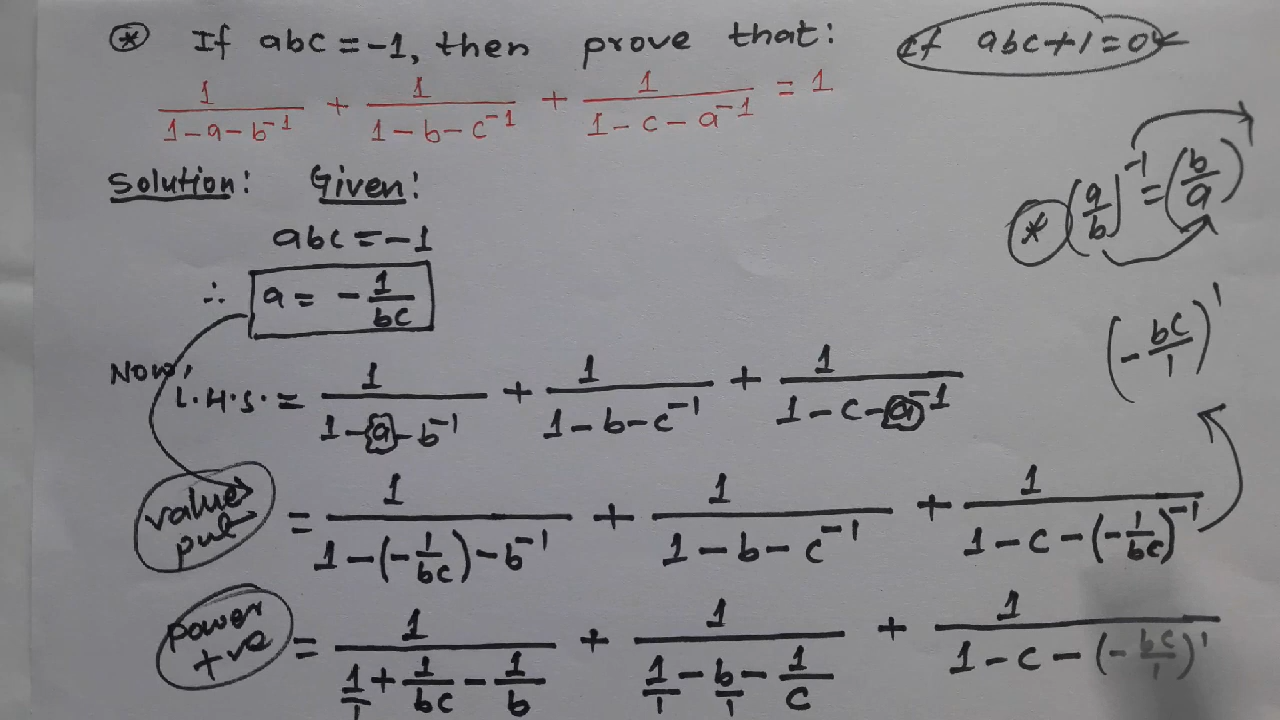 * If abc = -1, then prove that: if abc+1=0
1/(1-a-b⁻¹) + 1/(1-b-c⁻¹) + 1/(1-c-a⁻¹) = 1
Solution: Given:
* (a/b)⁻¹ = (b/a)¹
abc = -1
∴ a = - 1/bc
(- bc/1)¹
Now,
L.H.S. = 1/(1-a-b⁻¹) + 1/(1-b-c⁻¹) + 1/(1-c-a⁻¹)
value put = 1/(1-(-1/bc)-b⁻¹) + 1/(1-b-c⁻¹) + 1/(1-c-(-1/bc)⁻¹)
power +ve = 1/(1/1+1/bc-1/b) + 1/(1/1-b/1-1/c) + 1/(1-c-(-bc/1)¹)